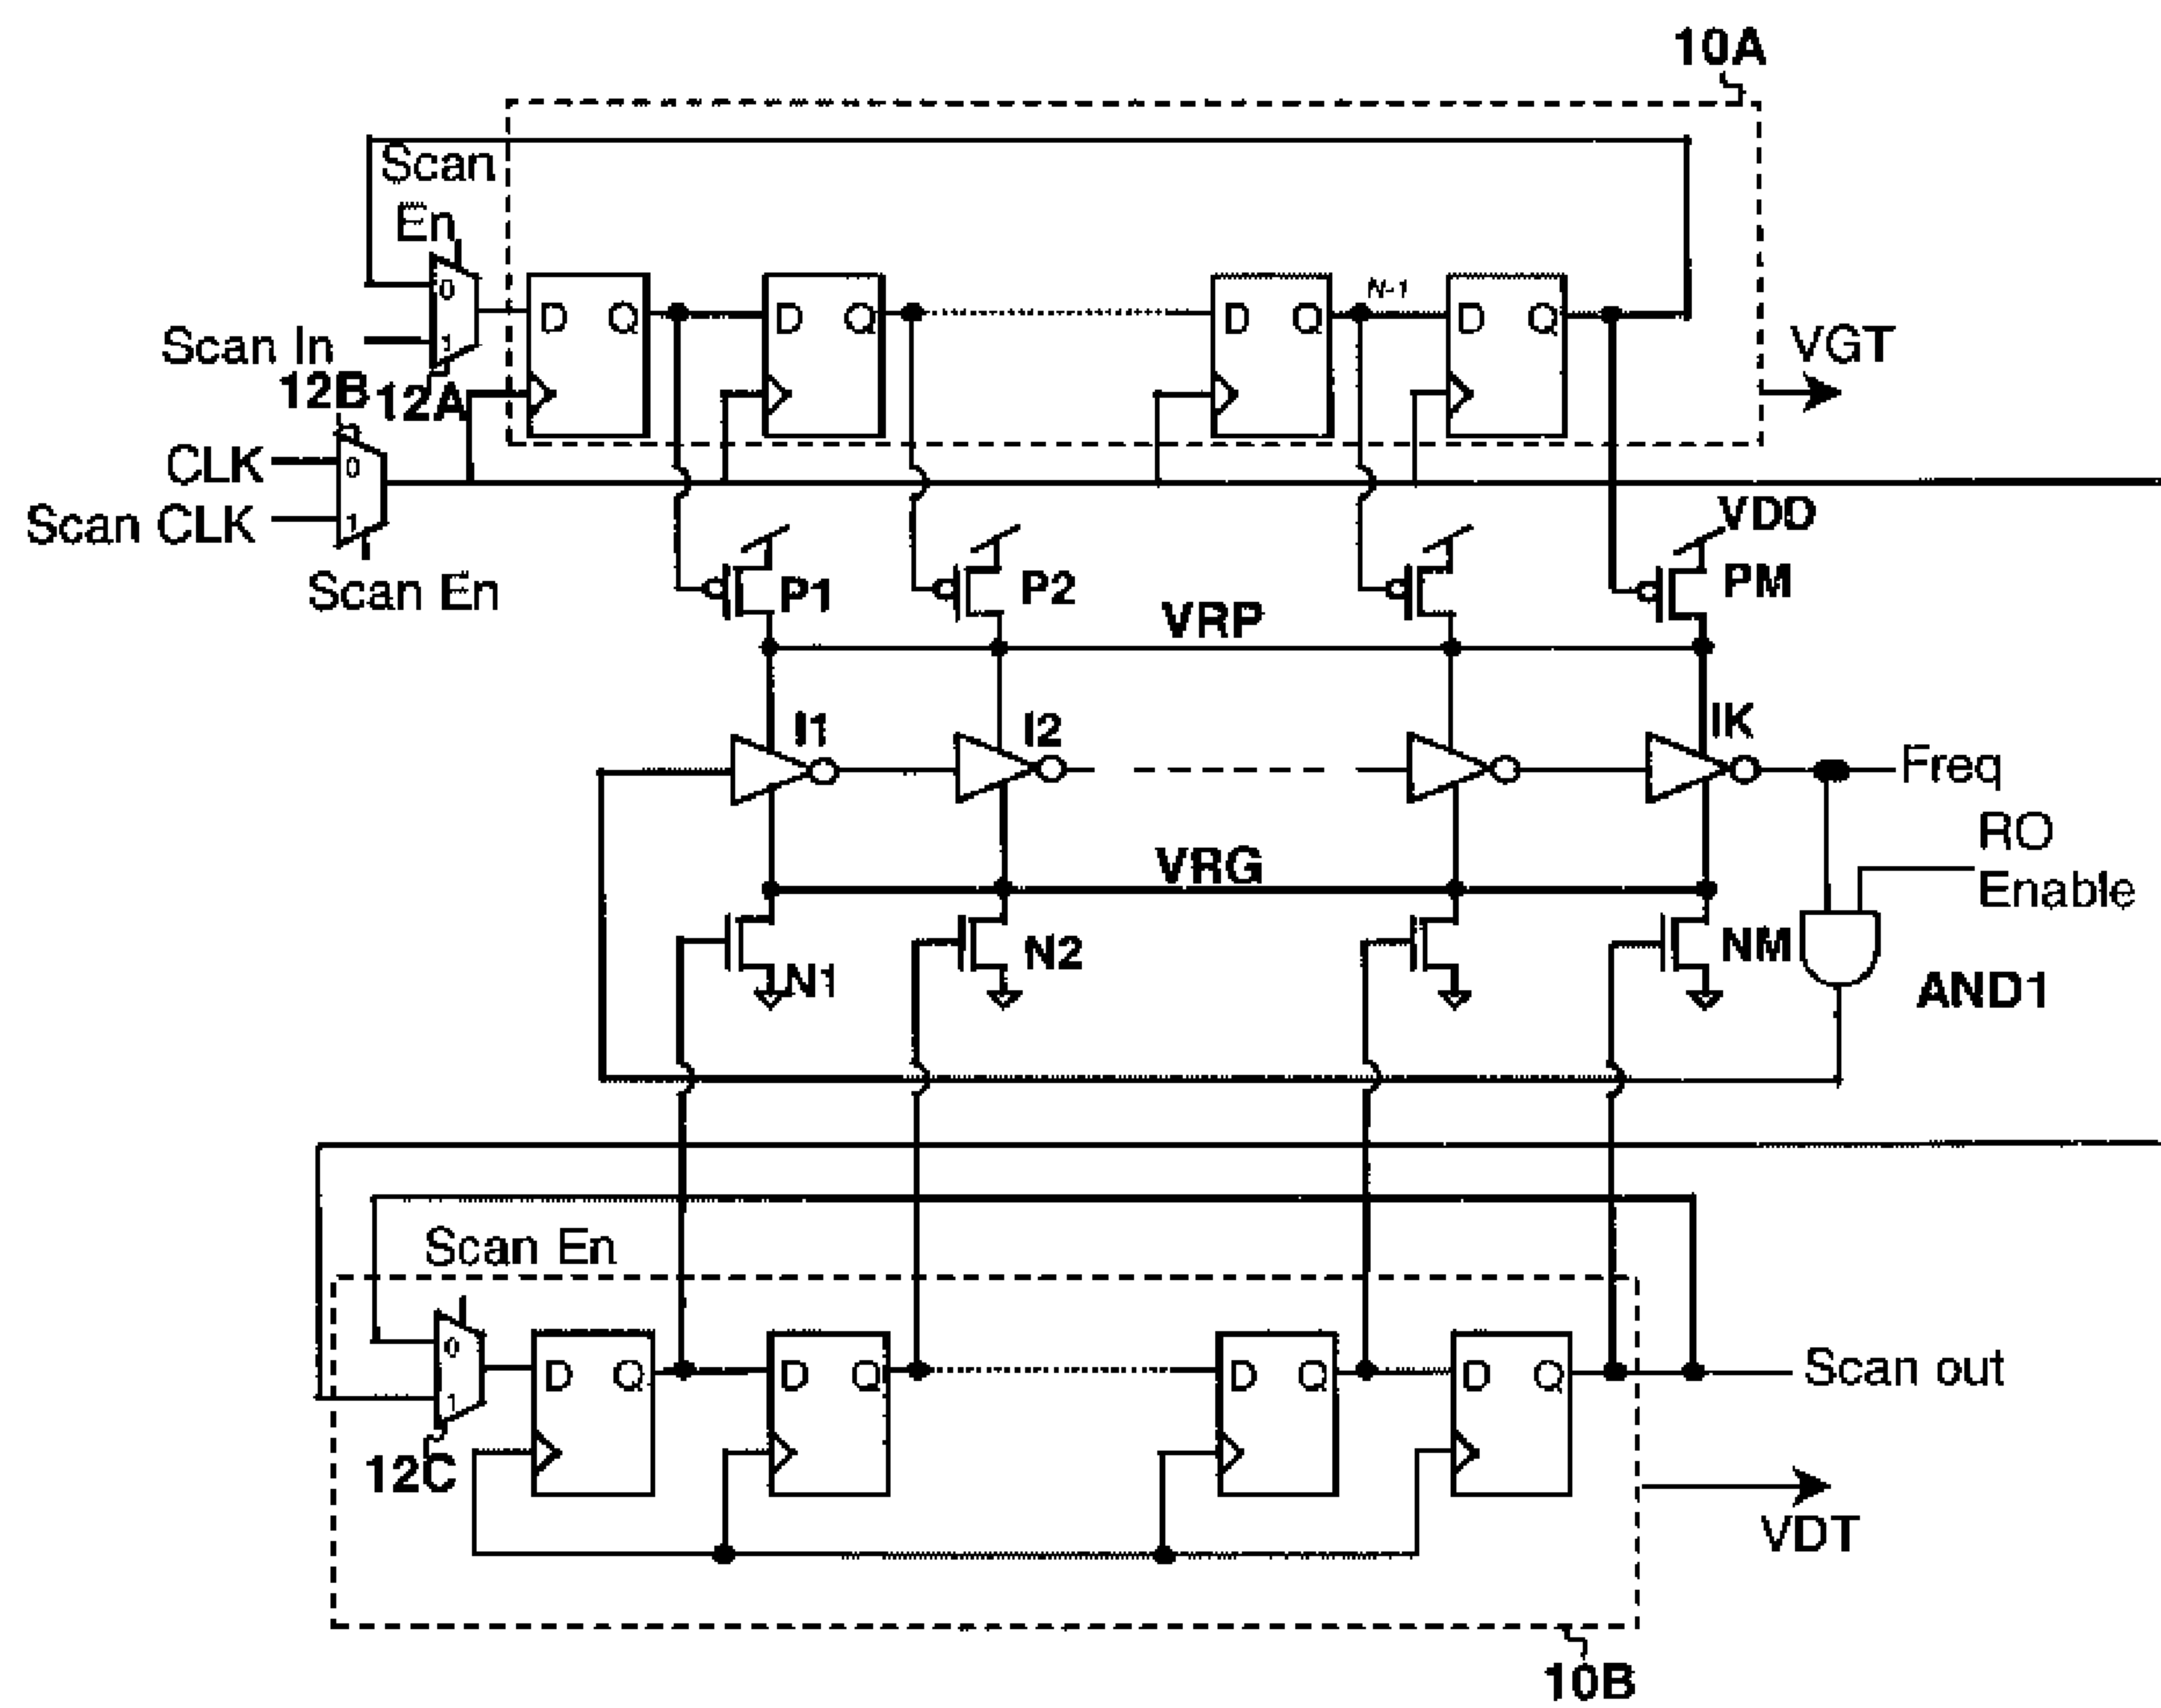 10A
Scan
En
0
1
D Q
D Q
D Q
N-1
D Q
Scan In
VGT
12B
12A
CLK
0
Scan CLK
1
Scan En
VDD
P1
P2
PM
VRP
I1
I2
IK
Freq
RO
Enable
VRG
N1
N2
NM
AND1
Scan En
0
1
D Q
D Q
D Q
D Q
Scan out
12C
VDT
10B